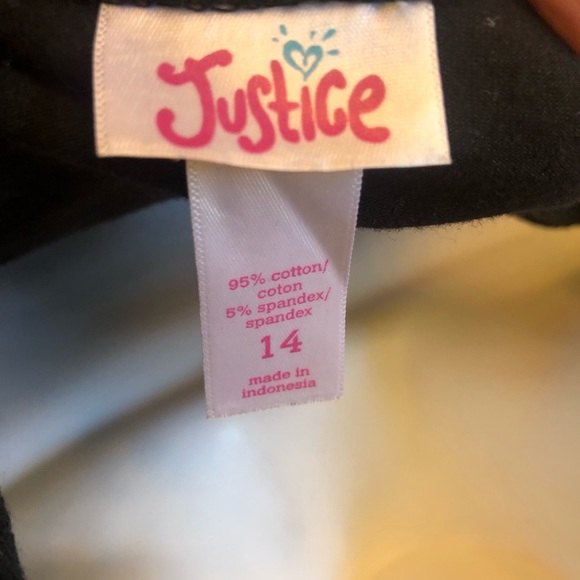 Justice
95% cotton/
coton
5% spandex/
spandex
14
made in
indonesia